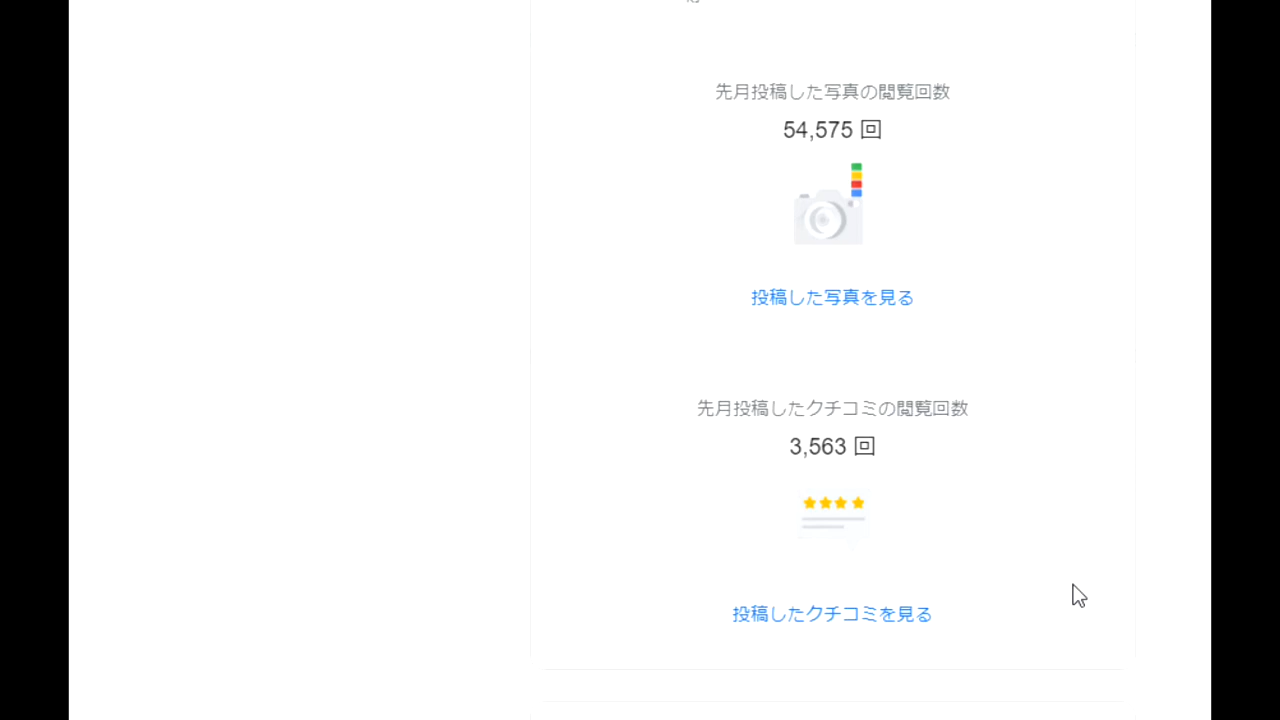 先月投稿した写真の閲覧回数
54,575 回
投稿した写真を見る
先月投稿したクチコミの閲覧回数
3,563 回
投稿したクチコミを見る